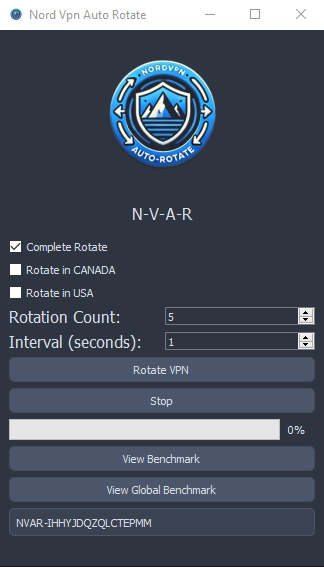 Nord Vpn Auto Rotate
NORDVPN
AUTO-ROTATE
N-V-A-R
Complete Rotate
Rotate in CANADA
Rotate in USA
Rotation Count: 5
Interval (seconds): 1
Rotate VPN
Stop
0%
View Benchmark
View Global Benchmark
NVAR-IHHYJDQZQLCTEPMM